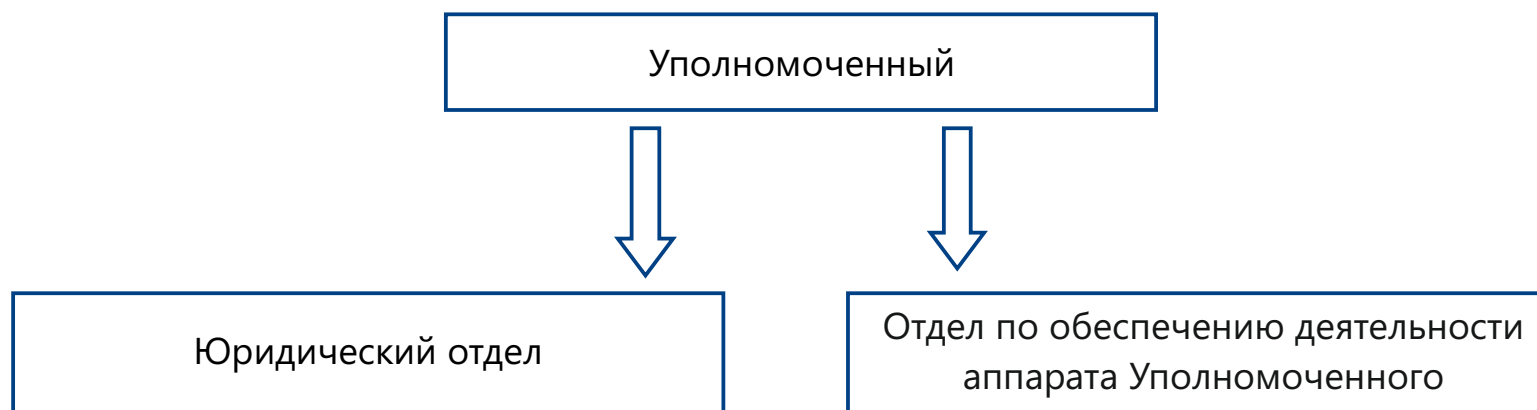 Уполномоченный
Юридический отдел
Отдел по обеспечению деятельности
аппарата Уполномоченного